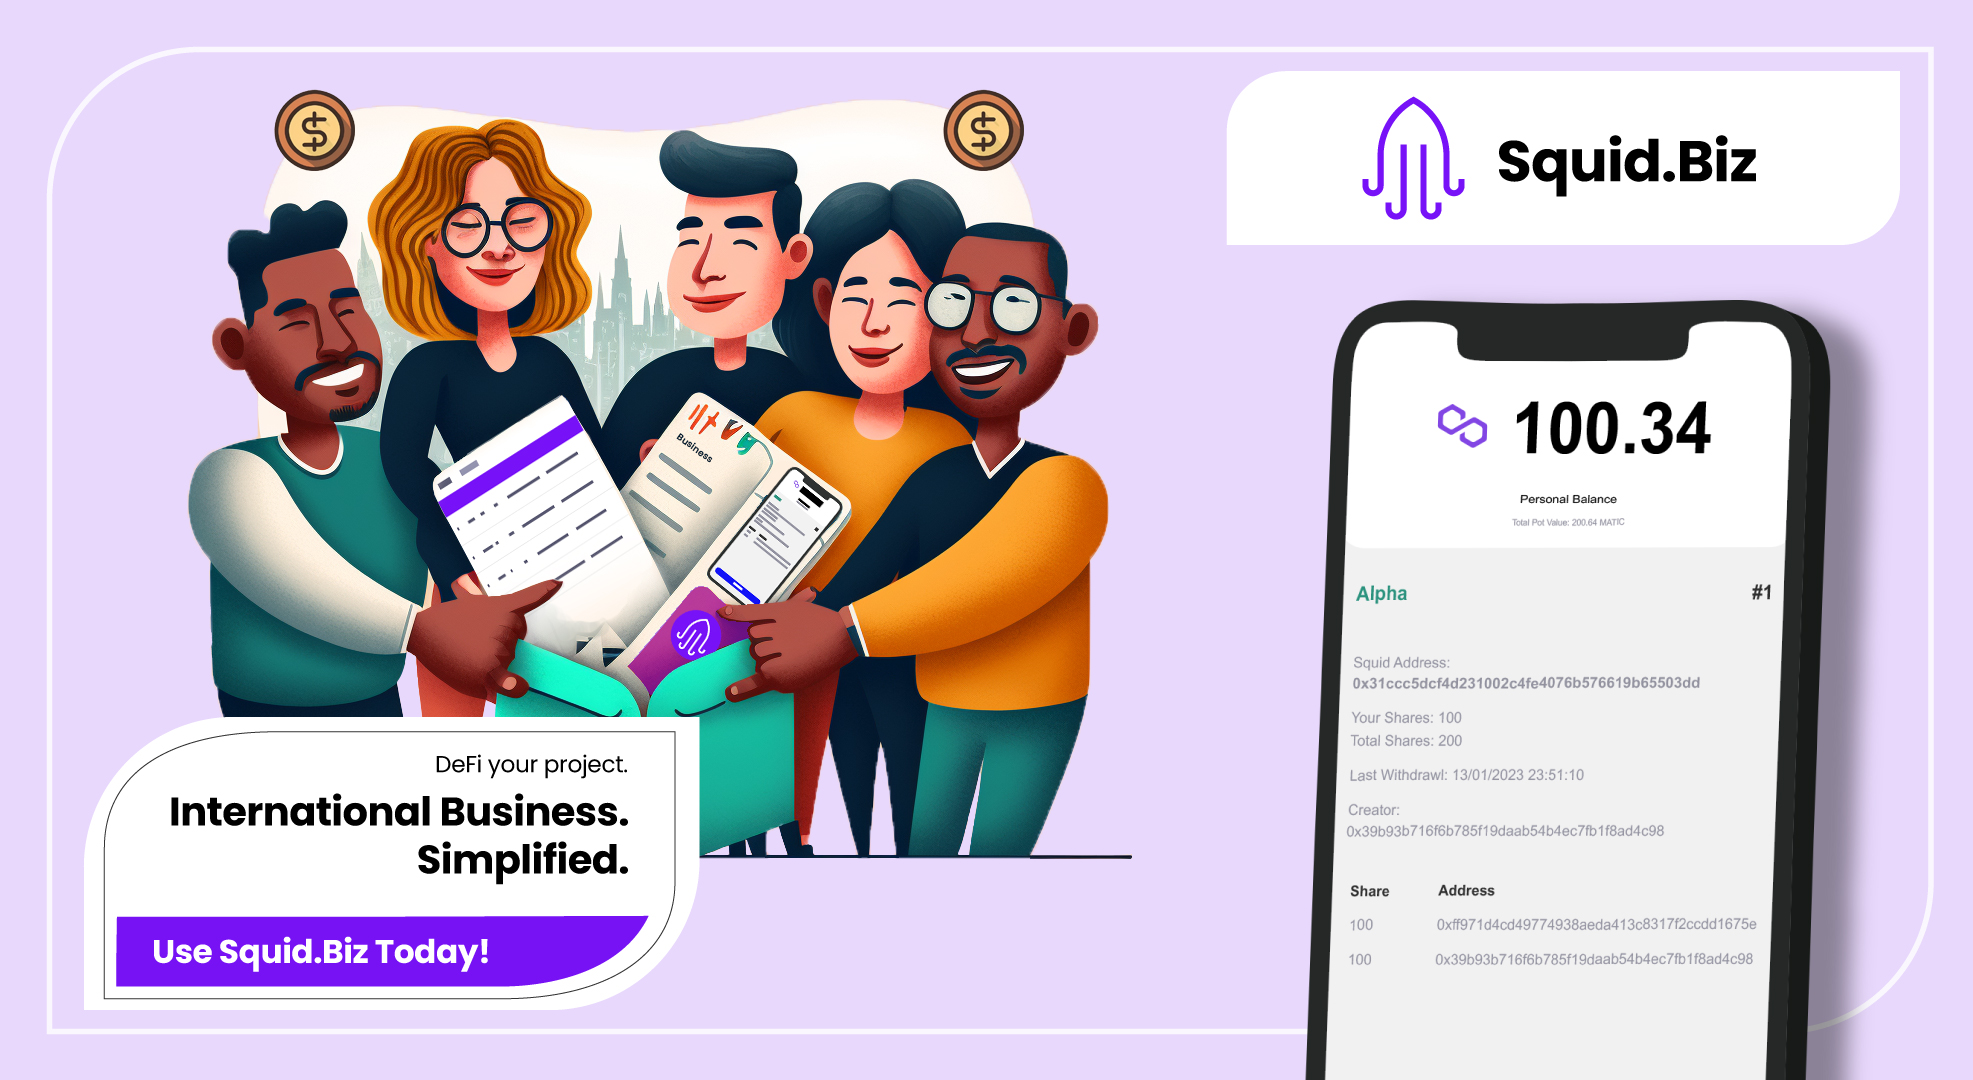 Squid.Biz
Business
DeFi your project.
International Business.
Simplified.
Use Squid.Biz Today!
100.34
Personal Balance
Total Pot Value: 200.64 MATIC
Alpha #1
Squid Address:
0x31ccc5dcf4d231002c4fe4076b576619b65503dd
Your Shares: 100
Total Shares: 200
Last Withdrawl: 13/01/2023 23:51:10
Creator:
0x39b93b716f6b785f19daab54b4ec7fb1f8ad4c98
Share Address
100 0xff971d4cd49774938aeda413c8317f2ccdd1675e
100 0x39b93b716f6b785f19daab54b4ec7fb1f8ad4c98